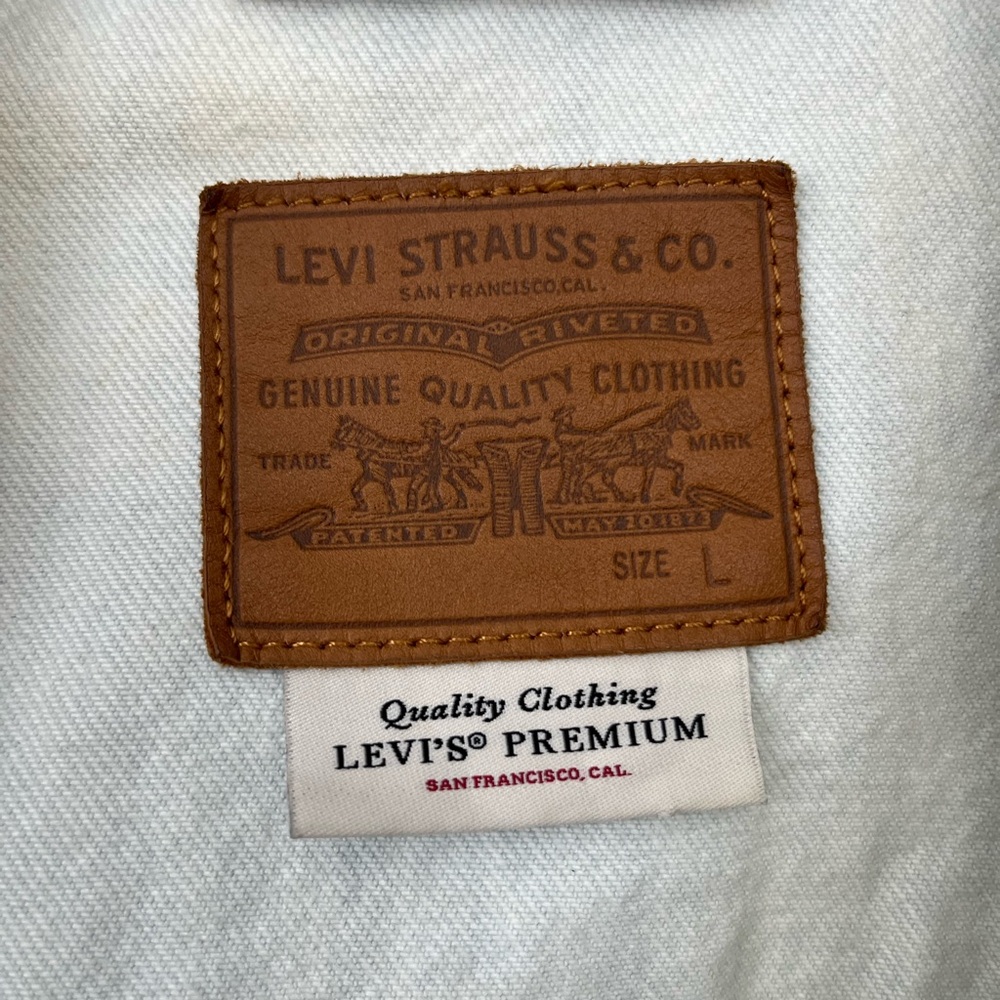 LEVI STRAUSS & CO.
SAN FRANCISCO, CAL.
ORIGINAL RIVETED
GENUINE QUALITY CLOTHING
TRADE MARK
PATENTED MAY 20 1873
SIZE L
Quality Clothing
LEVI'S® PREMIUM
SAN FRANCISCO, CAL.